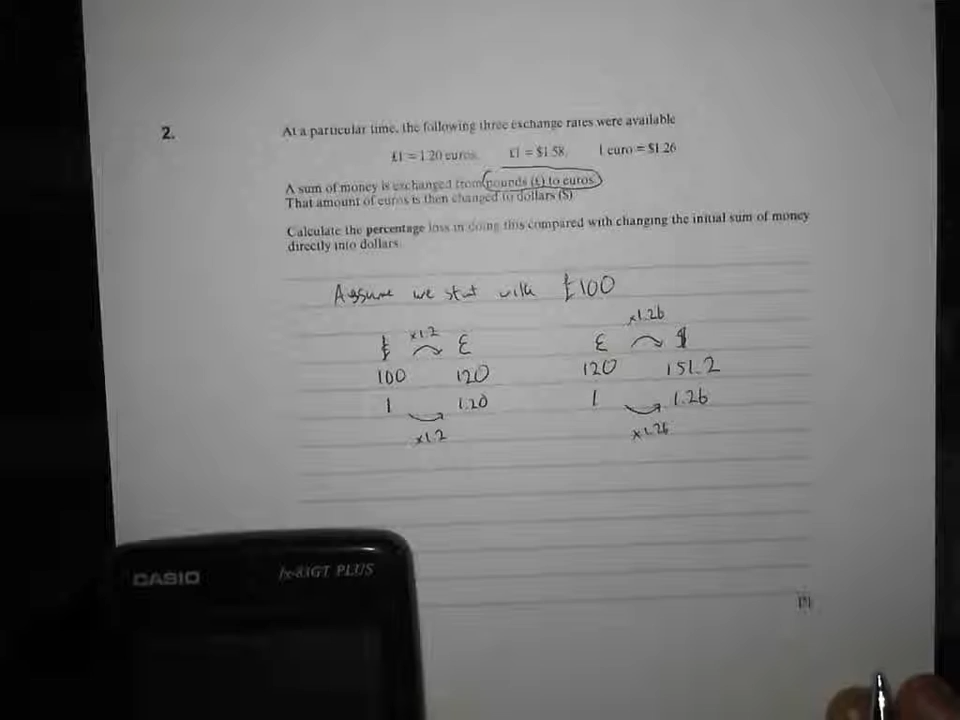 2.
At a particular time, the following three exchange rates were available
£1 = 1.20 euros. £1 = $1.58. 1 euro = $1.26
A sum of money is exchanged from pounds (£) to euros.
That amount of euros is then changed to dollars ($)
Calculate the percentage loss in doing this compared with changing the initial sum of money
directly into dollars.
Assume we start with £100
x1.2 x1.26
£ € € $
100 120 120 151.2
1 1.20 1 1.26
x1.2 x1.26
CASIO fx-83GT PLUS